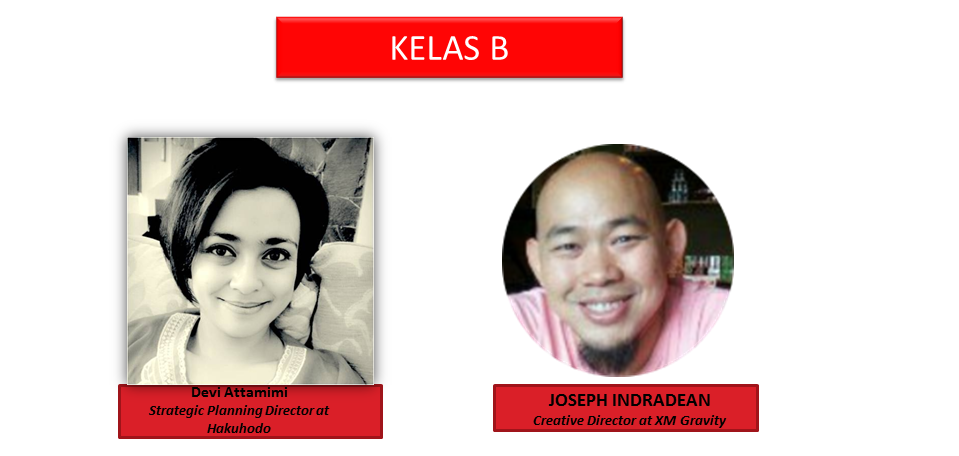 KELAS B
Devi Attamimi
Strategic Planning Director at
Hakuhodo
JOSEPH INDRADEAN
Creative Director at XM Gravity